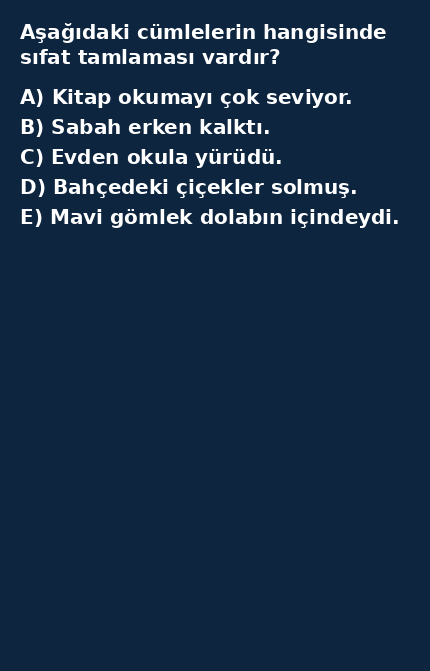 Aşağıdaki cümlelerin hangisinde
sıfat tamlaması vardır?
A) Kitap okumayı çok seviyor.
B) Sabah erken kalktı.
C) Evden okula yürüdü.
D) Bahçedeki çiçekler solmuş.
E) Mavi gömlek dolabın içindeydi.